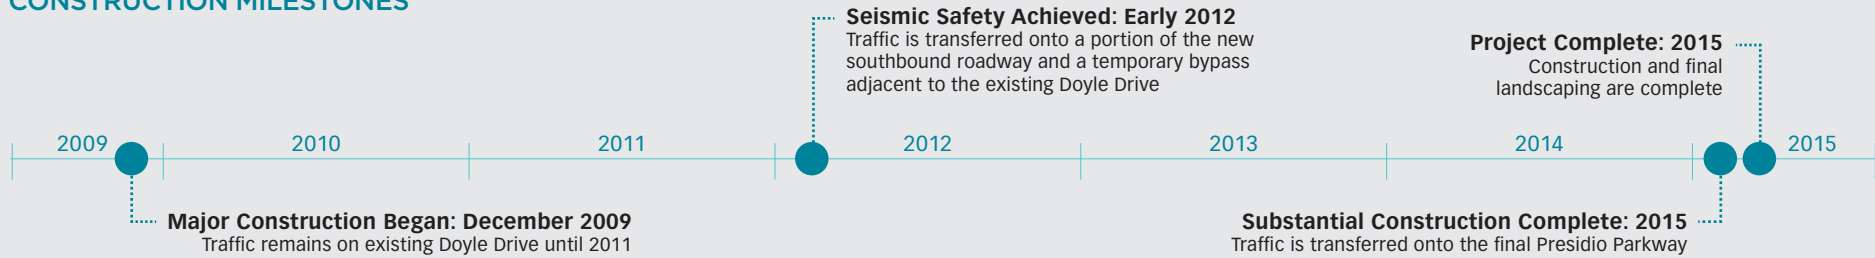 CONSTRUCTION MILESTONES
Seismic Safety Achieved: Early 2012
Traffic is transferred onto a portion of the new
southbound roadway and a temporary bypass
adjacent to the existing Doyle Drive
Project Complete: 2015
Construction and final
landscaping are complete
2009 2010 2011 2012 2013 2014 2015
Major Construction Began: December 2009
Traffic remains on existing Doyle Drive until 2011
Substantial Construction Complete: 2015
Traffic is transferred onto the final Presidio Parkway